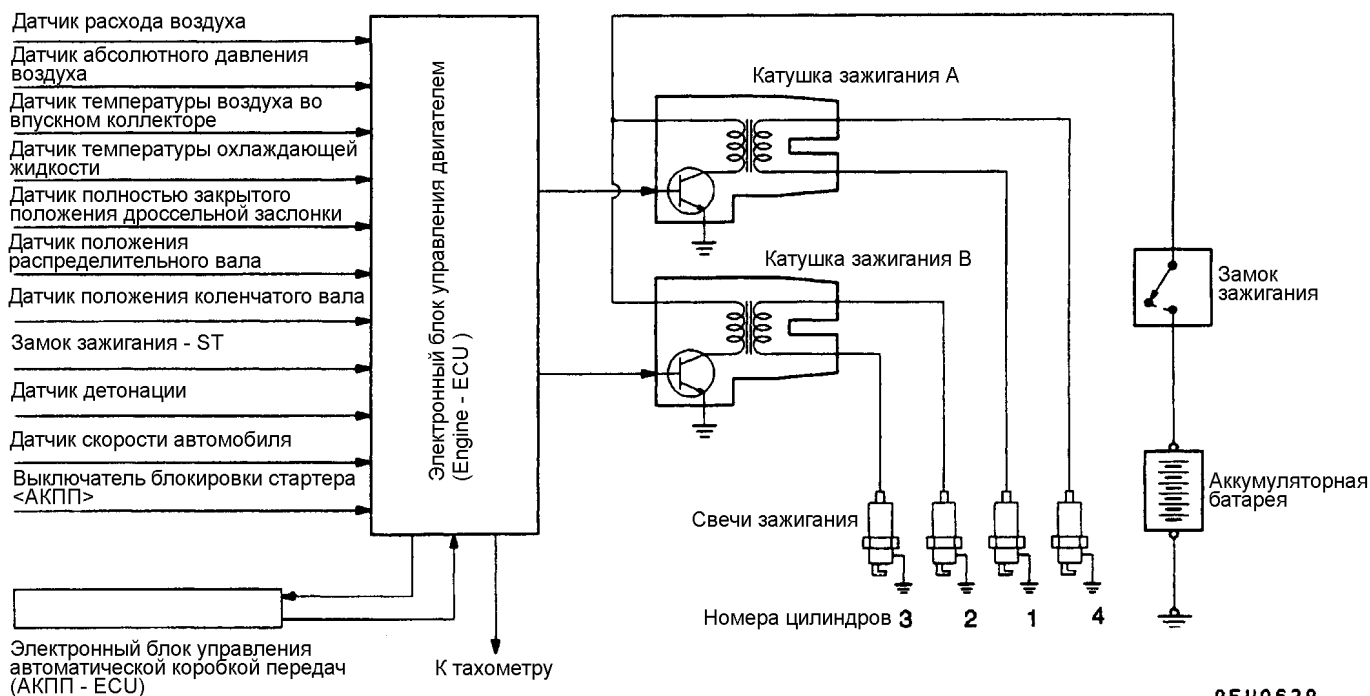 Датчик расхода воздуха
Датчик абсолютного давления
воздуха
Датчик температуры воздуха во
впускном коллекторе
Датчик температуры охлаждающей
жидкости
Датчик полностью закрытого
положения дроссельной заслонки
Датчик положения
распределительного вала
Датчик положения коленчатого вала
Замок зажигания - ST
Датчик детонации
Датчик скорости автомобиля
Выключатель блокировки стартера
<АКПП>
Электронный блок управления двигателем
(Engine - ECU )
Электронный блок управления
автоматической коробкой передач
(АКПП - ECU)
К тахометру
Катушка зажигания А
Катушка зажигания В
Замок
зажигания
Аккумуляторная
батарея
Свечи зажигания
Номера цилиндров 3 2 1 4